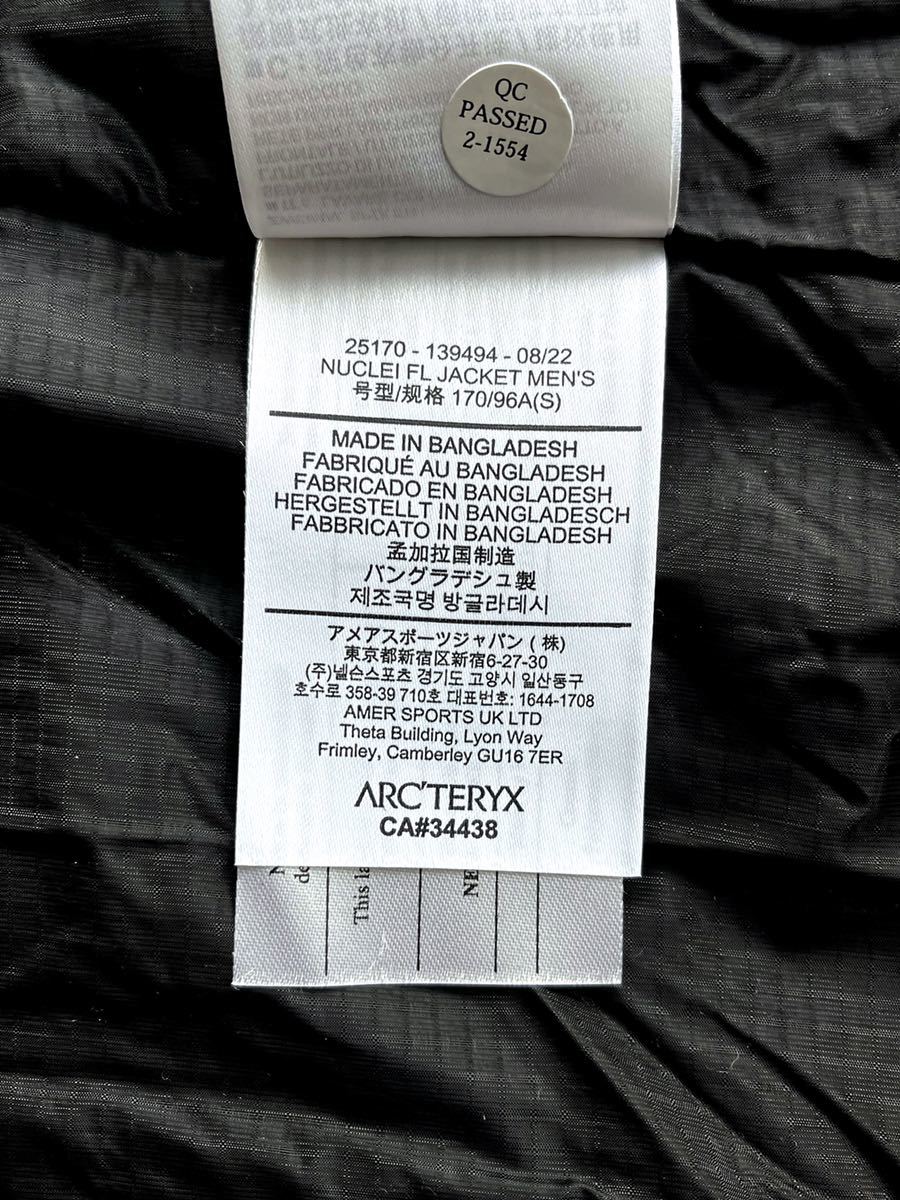 QC
PASSED
2-1554
25170 - 139494 - 08/22
NUCLEI FL JACKET MEN'S
号型/规格 170/96A(S)
MADE IN BANGLADESH
FABRIQUÉ AU BANGLADESH
FABRICADO EN BANGLADESH
HERGESTELLT IN BANGLADESCH
FABBRICATO IN BANGLADESH
孟加拉国制造
バングラデシュ製
제조국명 방글라데시
アメアスポーツジャパン ( 株)
東京都新宿区新宿6-27-30
(주)넬슨스포츠 경기도 고양시 일산동구
호수로 358-39 710호 대표번호: 1644-1708
AMER SPORTS UK LTD
Theta Building, Lyon Way
Frimley, Camberley GU16 7ER
ARC'TERYX
CA#34438
This